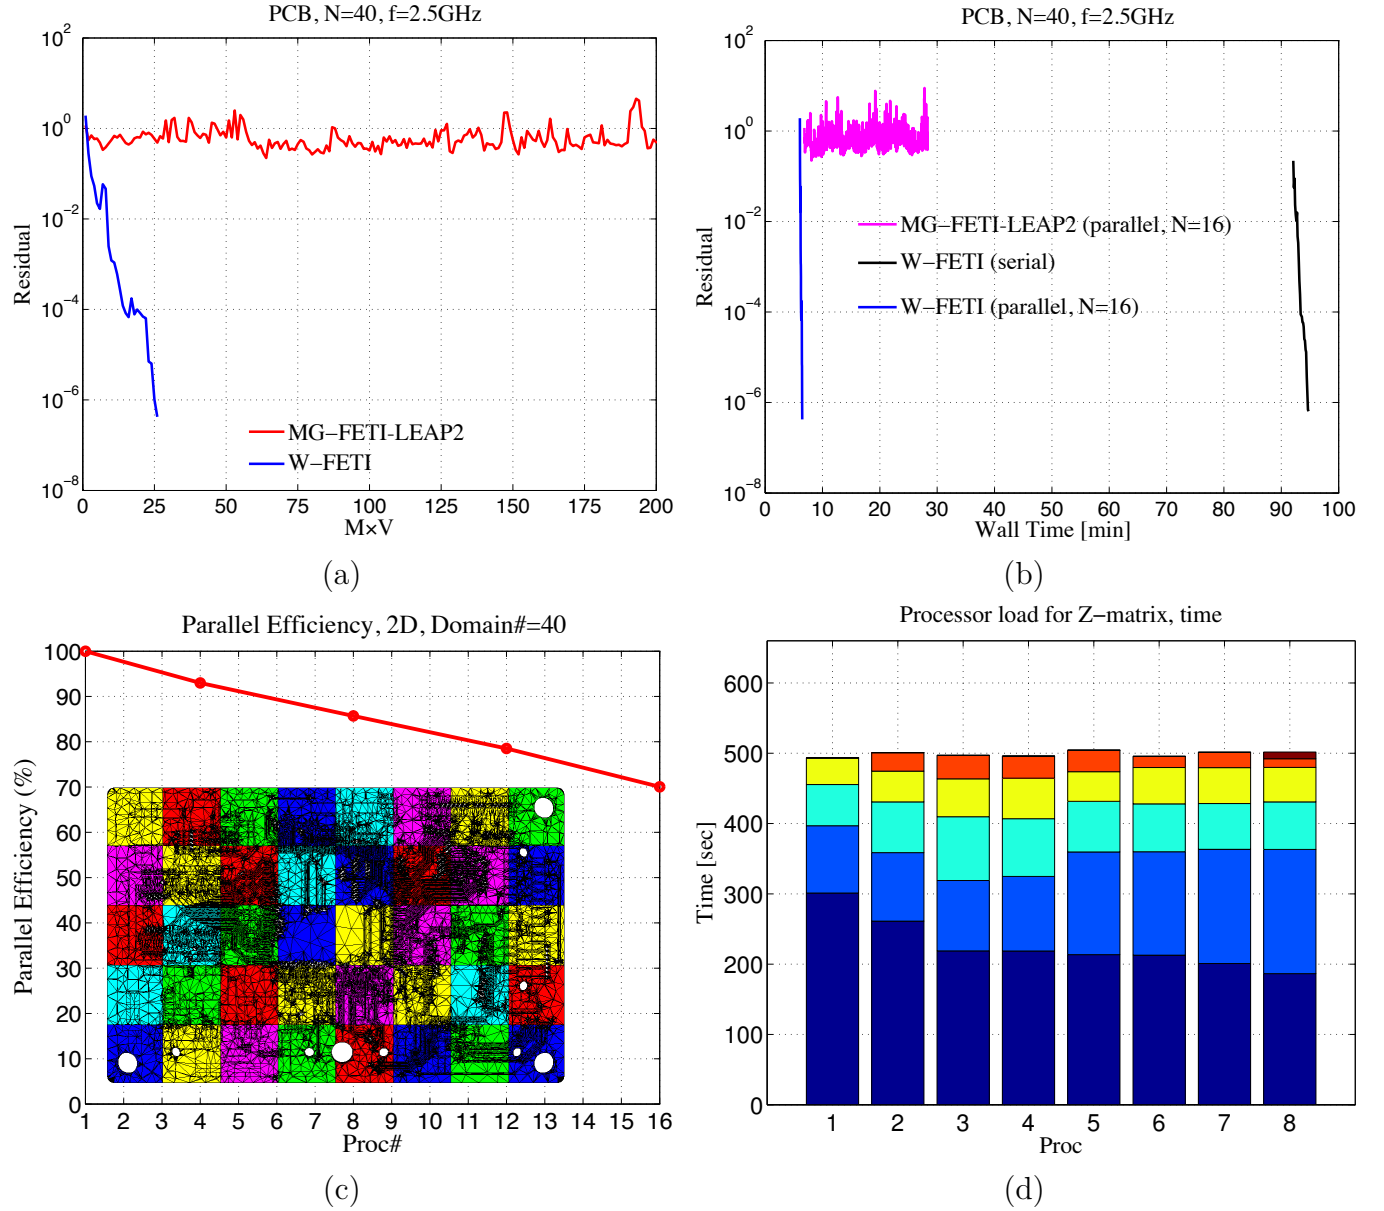 PCB, N=40, f=2.5GHz
10^2
10^0
10^−2
10^−4
10^−6
10^−8
Residual
MG−FETI-LEAP2
W−FETI
0 25 50 75 100 125 150 175 200
M×V
(a)
PCB, N=40, f=2.5GHz
10^2
10^0
10^−2
10^−4
10^−6
10^−8
Residual
MG−FETI-LEAP2 (parallel, N=16)
W−FETI (serial)
W−FETI (parallel, N=16)
0 10 20 30 40 50 60 70 80 90 100
Wall Time [min]
(b)
Parallel Efficiency, 2D, Domain#=40
100
90
80
70
60
50
40
30
20
10
0
Parallel Efficiency (%)
1 2 3 4 5 6 7 8 9 10 11 12 13 14 15 16
Proc#
(c)
Processor load for Z−matrix, time
600
500
400
300
200
100
0
Time [sec]
1 2 3 4 5 6 7 8
Proc
(d)